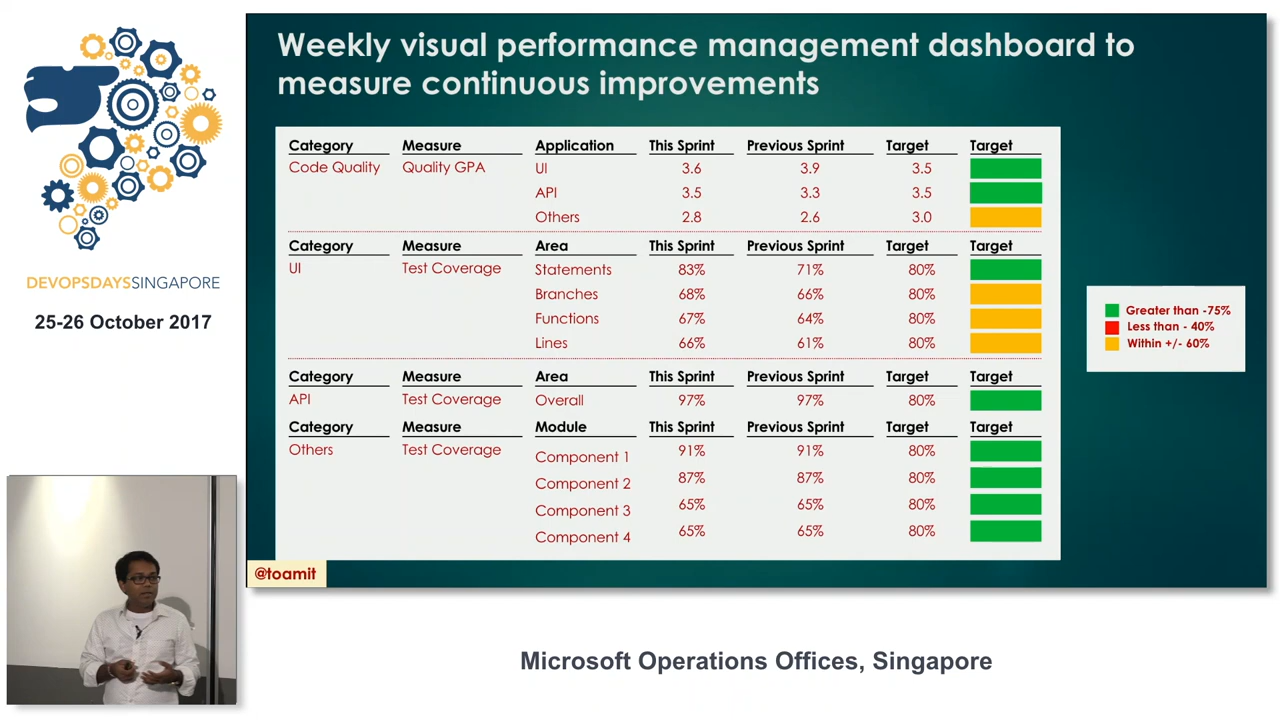 DEVOPSDAYSSINGAPORE
25-26 October 2017
Weekly visual performance management dashboard to
measure continuous improvements
Category Measure Application This Sprint Previous Sprint Target Target
Code Quality Quality GPA UI 3.6 3.9 3.5
API 3.5 3.3 3.5
Others 2.8 2.6 3.0
Category Measure Area This Sprint Previous Sprint Target Target
UI Test Coverage Statements 83% 71% 80%
Branches 68% 66% 80%
Functions 67% 64% 80%
Lines 66% 61% 80%
Category Measure Area This Sprint Previous Sprint Target Target
API Test Coverage Overall 97% 97% 80%
Category Measure Module This Sprint Previous Sprint Target Target
Others Test Coverage Component 1 91% 91% 80%
Component 2 87% 87% 80%
Component 3 65% 65% 80%
Component 4 65% 65% 80%
Greater than -75%
Less than - 40%
Within +/- 60%
@toamit
Microsoft Operations Offices, Singapore